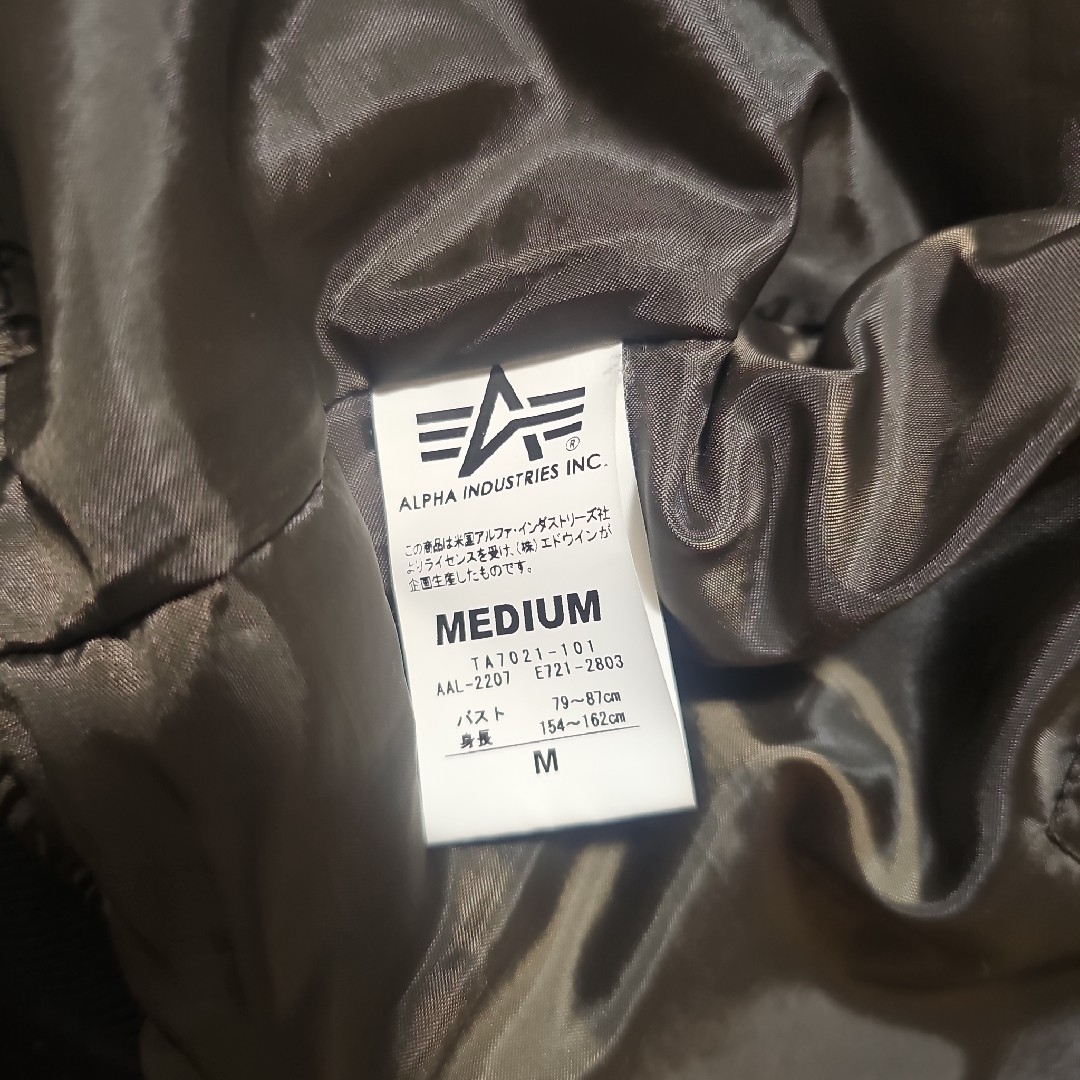 ALPHA INDUSTRIES INC.
®
この商品は米国アルファ・インダストリーズ社
よりライセンスを受け、(株)エドウインが
企画生産したものです。
MEDIUM
TA7021-101
AAL-2207 E721-2803
バスト 79~87cm
身長 154~162cm
M